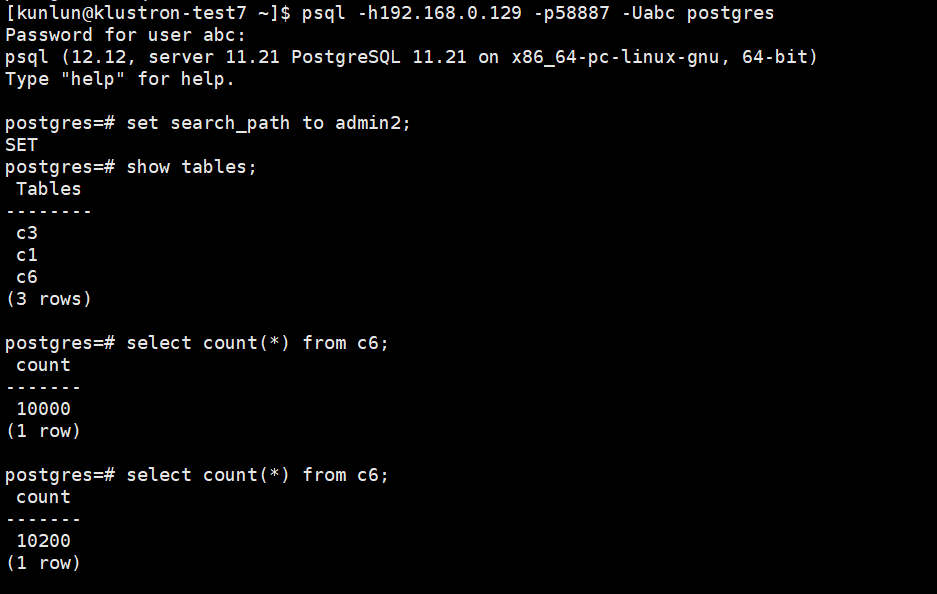 [kunlun@klustron-test7 ~]$ psql -h192.168.0.129 -p58887 -Uabc postgres
Password for user abc:
psql (12.12, server 11.21 PostgreSQL 11.21 on x86_64-pc-linux-gnu, 64-bit)
Type "help" for help.
postgres=# set search_path to admin2;
SET
postgres=# show tables;
Tables
--------
c3
c1
c6
(3 rows)
postgres=# select count(*) from c6;
count
-------
10000
(1 row)
postgres=# select count(*) from c6;
count
-------
10200
(1 row)